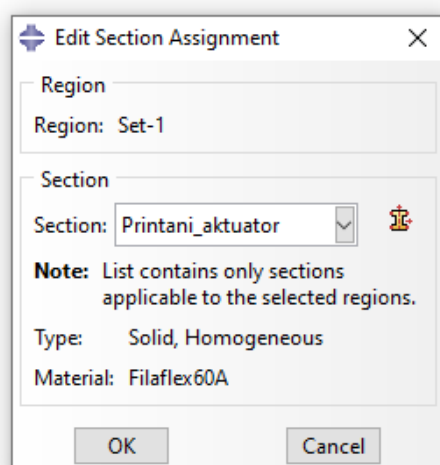 Edit Section Assignment
Region
Region: Set-1
Section
Section: Printani_aktuator
Note: List contains only sections
applicable to the selected regions.
Type: Solid, Homogeneous
Material: Filaflex60A
OK Cancel